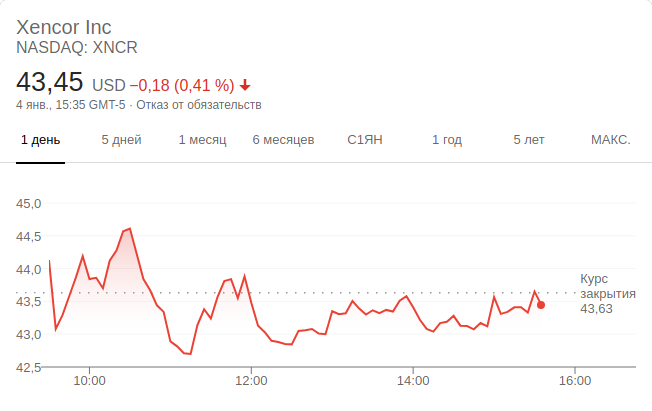 Xencor Inc
NASDAQ: XNCR
43,45 USD −0,18 (0,41 %)
4 янв., 15:35 GMT-5 · Отказ от обязательств
1 день 5 дней 1 месяц 6 месяцев С1ЯН 1 год 5 лет МАКС.
45,0
44,5
44,0
43,5
43,0
42,5
Курс
закрытия
43,63
10:00 12:00 14:00 16:00